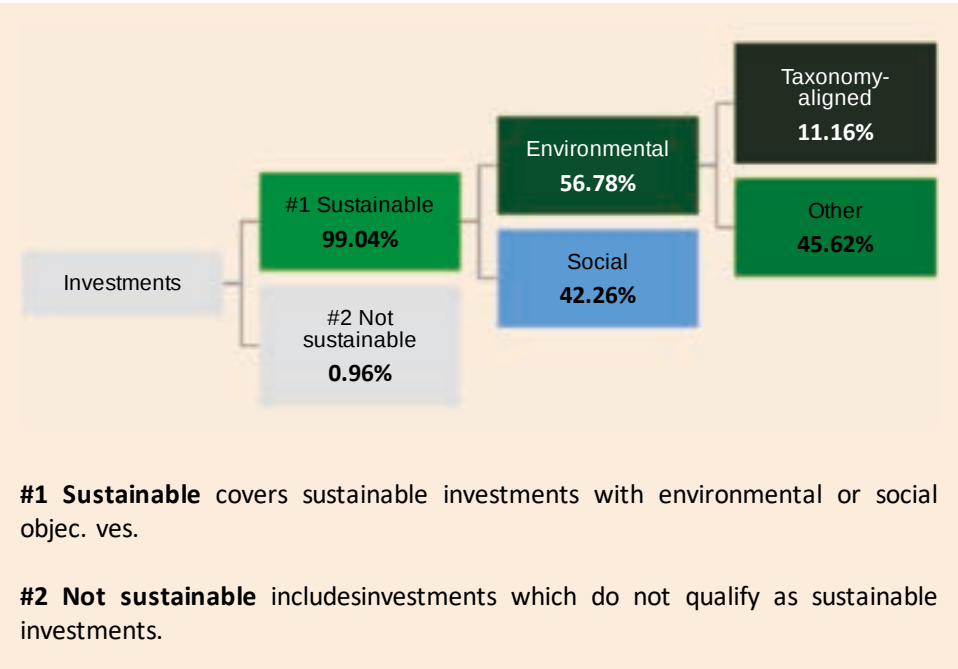 Taxonomy-
aligned
11.16%
Environmental
56.78%
#1 Sustainable
99.04%
Other
45.62%
Social
42.26%
Investments
#2 Not
sustainable
0.96%
#1 Sustainable covers sustainable investments with environmental or social
objec. ves.
#2 Not sustainable includesinvestments which do not qualify as sustainable
investments.